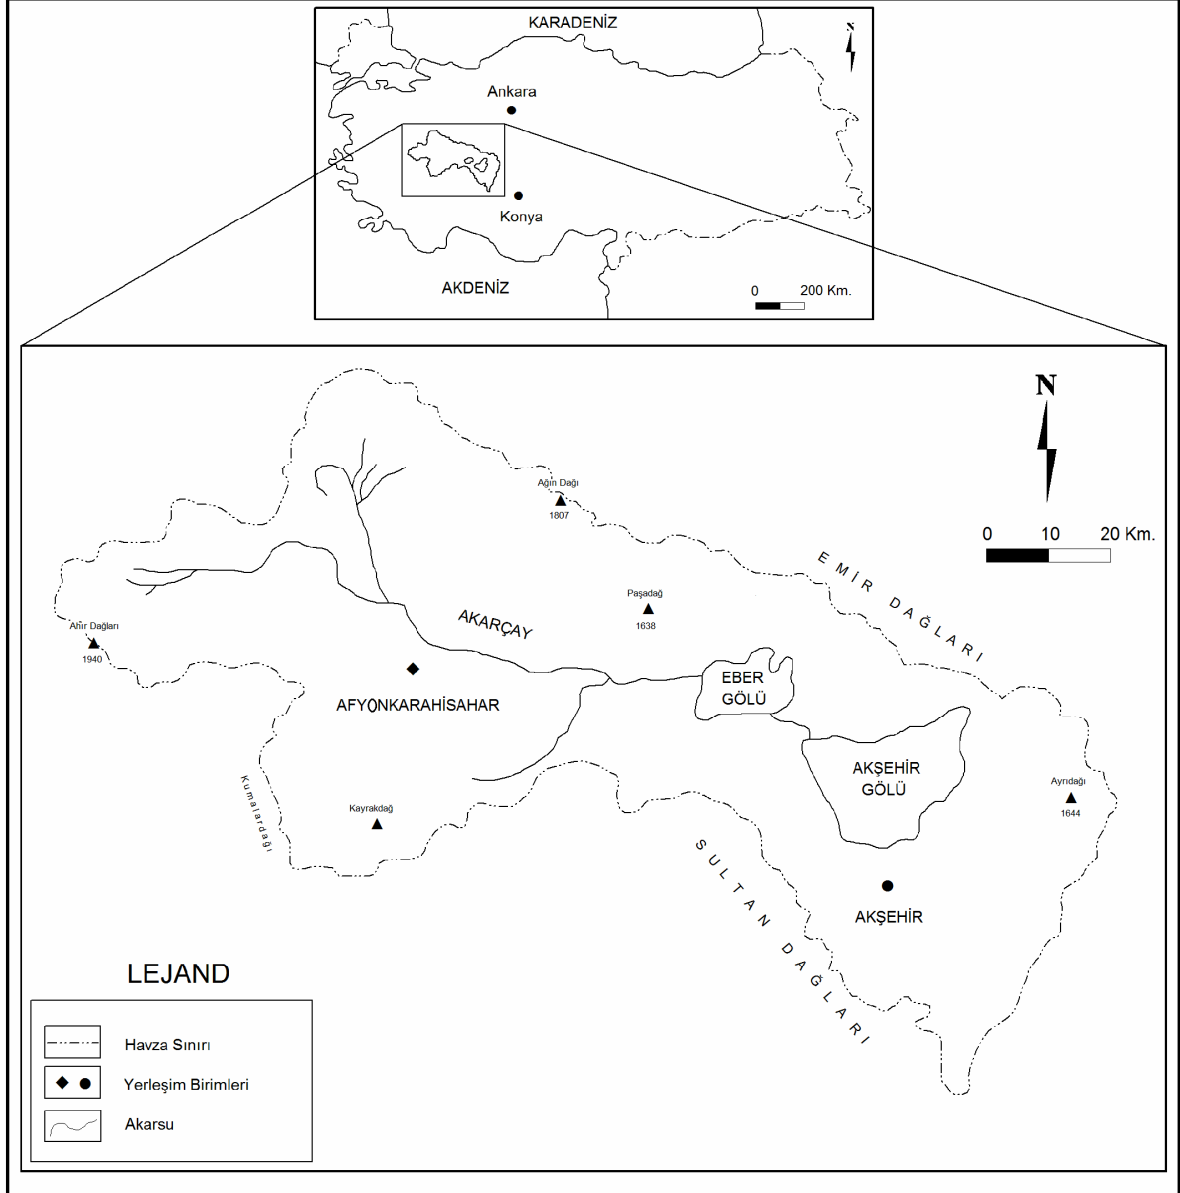 KARADENİZ
N
Ankara
Konya
AKDENİZ
0 200 Km.
N
0 10 20 Km.
Ağın Dağı
1807
EMİR DAĞLARI
Paşadağ
1638
AKARÇAY
Ahır Dağları
1940
EBER
GÖLÜ
AFYONKARAHİSAHAR
AKŞEHİR
GÖLÜ
Kumalardağı
Kayrakdağ
Ayrıdağı
1644
SULTAN DAĞLARI
AKŞEHİR
LEJAND
Havza Sınırı
Yerleşim Birimleri
Akarsu